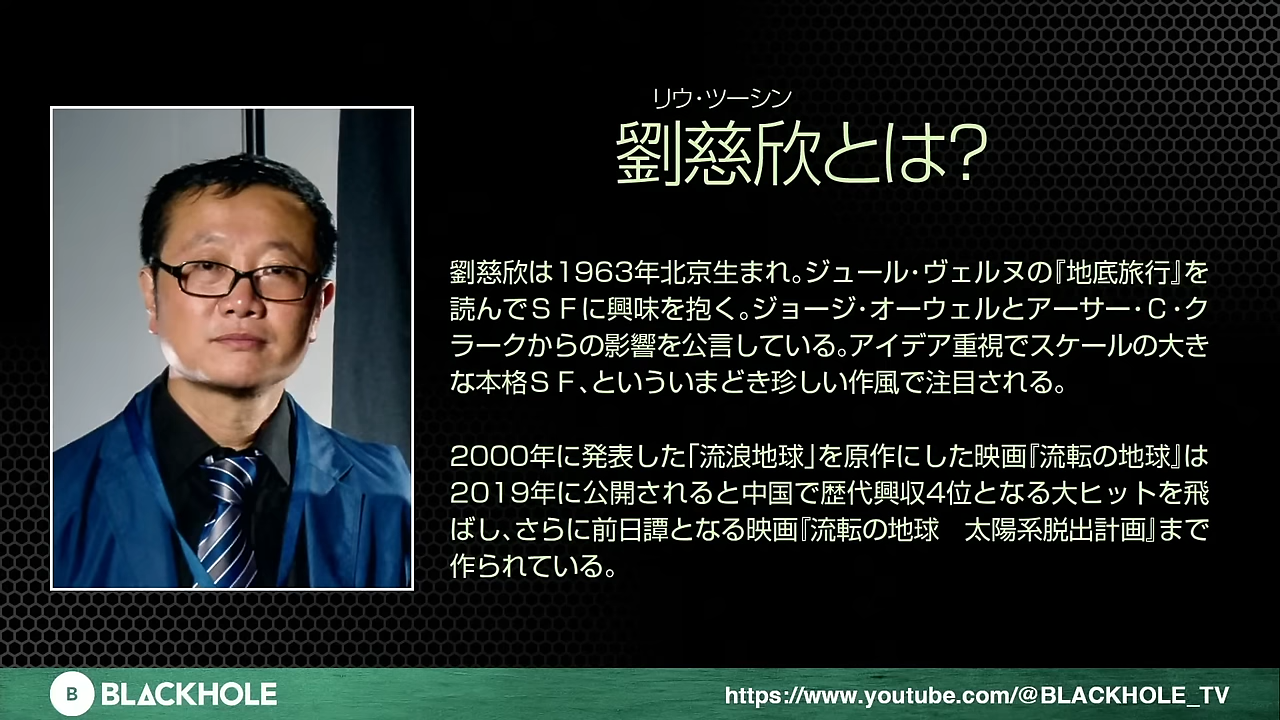 リウ・ツーシン
劉慈欣とは?
劉慈欣は1963年北京生まれ。ジュール・ヴェルヌの『地底旅行』を
読んでＳＦに興味を抱く。ジョージ・オーウェルとアーサー・Ｃ・ク
ラークからの影響を公言している。アイデア重視でスケールの大き
な本格ＳＦ、といういまどき珍しい作風で注目される。
2000年に発表した「流浪地球」を原作にした映画『流転の地球』は
2019年に公開されると中国で歴代興収4位となる大ヒットを飛
ばし、さらに前日譚となる映画『流転の地球　太陽系脱出計画』まで
作られている。
B BLACKHOLE
https://www.youtube.com/@BLACKHOLE_TV